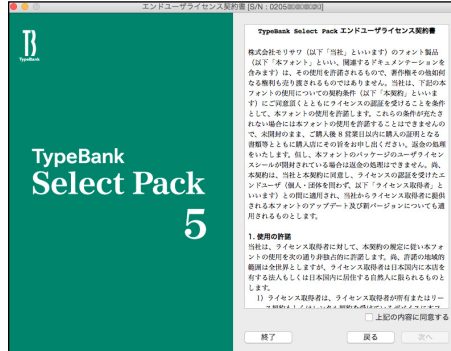 エンドユーザライセンス契約書 [S/N : 0205
TypeBank
TypeBank
Select Pack
5
TypeBank Select Pack エンドユーザライセンス契約書
株式会社モリサワ（以下「当社」といいます）のフォント製品
（以下「本フォント」といい、関連するドキュメンテーションを
含みます）は、その使用を許諾されるもので、著作権その他如何
なる権利も売り渡されるものではありません。当社は、下記の本
フォントの使用についての契約条件（以下「本契約」といいま
す）にご同意頂くとともにライセンスの認証を受けることを条件
として、本フォントの使用を許諾します。これらの条件が充たさ
れない場合には本フォントの使用を許諾することはできませんの
で、未開封のまま、ご購入後 8 営業日以内に購入の証明となる
書類等とともに購入店にその旨をお申し出ください。返金の処理
をいたします。但し、本フォントのパッケージのユーザライセン
スシールが開封されている場合は返金の処理はできません。尚、
本契約は、当社と本契約に同意し、ライセンスの認証を受けたエ
ンドユーザ（個人・団体を問わず、以下「ライセンス取得者」と
いいます）との間に適用され、当社からライセンス取得者に提供
される本フォントのアップデート及び新バージョンについても適
用されるものとします。
1. 使用の許諾
当社は、ライセンス取得者に対して、本契約の規定に従い本フォ
ントの使用を次の通り非独占的に許諾します。尚、許諾の地域的
範囲は全世界としますが、ライセンス取得者は日本国内に本店を
有する法人もしくは日本国内に居住する自然人に限られるものと
します。
1) ライセンス取得者は、ライセンス取得者が所有またはリー
上記の内容に同意する
終了
戻る
次へ